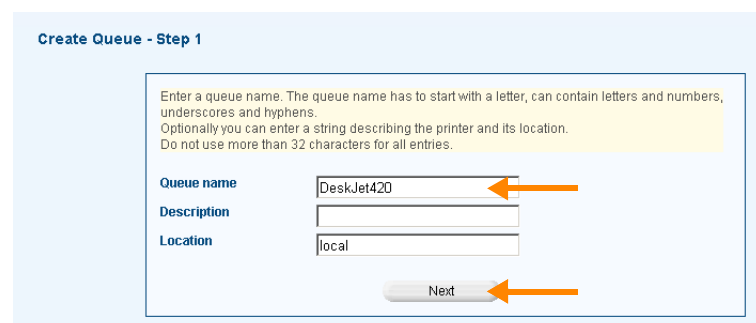 Create Queue - Step 1
Enter a queue name. The queue name has to start with a letter, can contain letters and numbers,
underscores and hyphens.
Optionally you can enter a string describing the printer and its location.
Do not use more than 32 characters for all entries.
Queue name DeskJet420
Description
Location local
Next